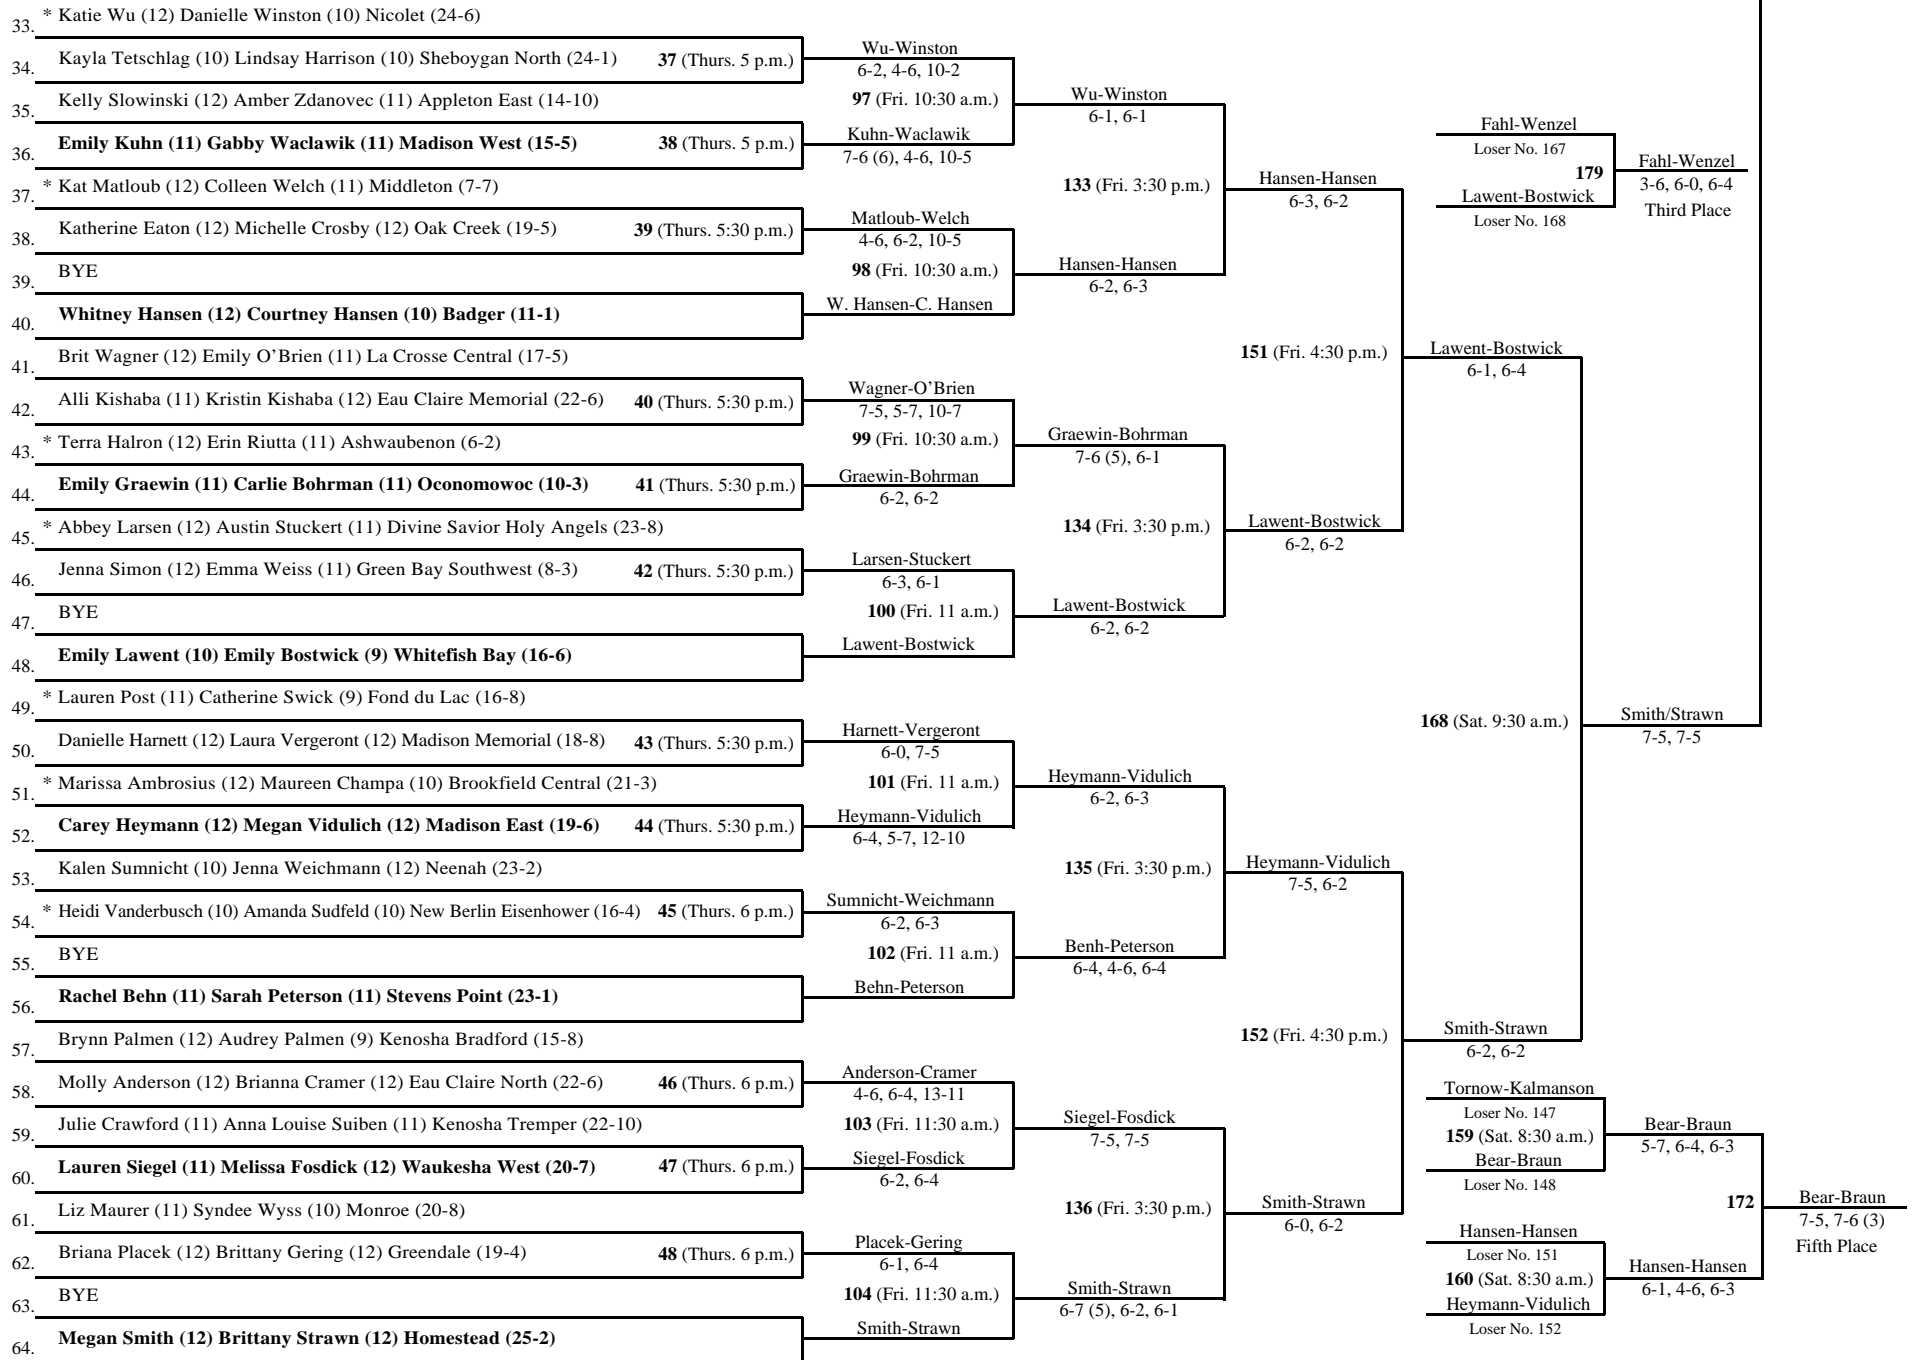 33. * Katie Wu (12) Danielle Winston (10) Nicolet (24-6)
34. Kayla Tetschlag (10) Lindsay Harrison (10) Sheboygan North (24-1) 37 (Thurs. 5 p.m.)
35. Kelly Slowinski (12) Amber Zdanovec (11) Appleton East (14-10)
36. Emily Kuhn (11) Gabby Waclawik (11) Madison West (15-5) 38 (Thurs. 5 p.m.)
37. * Kat Matloub (12) Colleen Welch (11) Middleton (7-7)
38. Katherine Eaton (12) Michelle Crosby (12) Oak Creek (19-5) 39 (Thurs. 5:30 p.m.)
39. BYE
40. Whitney Hansen (12) Courtney Hansen (10) Badger (11-1)
41. Brit Wagner (12) Emily O’Brien (11) La Crosse Central (17-5)
42. Alli Kishaba (11) Kristin Kishaba (12) Eau Claire Memorial (22-6) 40 (Thurs. 5:30 p.m.)
43. * Terra Halron (12) Erin Riutta (11) Ashwaubenon (6-2)
44. Emily Graewin (11) Carlie Bohrman (11) Oconomowoc (10-3) 41 (Thurs. 5:30 p.m.)
45. * Abbey Larsen (12) Austin Stuckert (11) Divine Savior Holy Angels (23-8)
46. Jenna Simon (12) Emma Weiss (11) Green Bay Southwest (8-3) 42 (Thurs. 5:30 p.m.)
47. BYE
48. Emily Lawent (10) Emily Bostwick (9) Whitefish Bay (16-6)
49. * Lauren Post (11) Catherine Swick (9) Fond du Lac (16-8)
50. Danielle Harnett (12) Laura Vergeront (12) Madison Memorial (18-8) 43 (Thurs. 5:30 p.m.)
51. * Marissa Ambrosius (12) Maureen Champa (10) Brookfield Central (21-3)
52. Carey Heymann (12) Megan Vidulich (12) Madison East (19-6) 44 (Thurs. 5:30 p.m.)
53. Kalen Sumnicht (10) Jenna Weichmann (12) Neenah (23-2)
54. * Heidi Vanderbusch (10) Amanda Sudfeld (10) New Berlin Eisenhower (16-4) 45 (Thurs. 6 p.m.)
55. BYE
56. Rachel Behn (11) Sarah Peterson (11) Stevens Point (23-1)
57. Brynn Palmen (12) Audrey Palmen (9) Kenosha Bradford (15-8)
58. Molly Anderson (12) Brianna Cramer (12) Eau Claire North (22-6) 46 (Thurs. 6 p.m.)
59. Julie Crawford (11) Anna Louise Suiben (11) Kenosha Tremper (22-10)
60. Lauren Siegel (11) Melissa Fosdick (12) Waukesha West (20-7) 47 (Thurs. 6 p.m.)
61. Liz Maurer (11) Syndee Wyss (10) Monroe (20-8)
62. Briana Placek (12) Brittany Gering (12) Greendale (19-4) 48 (Thurs. 6 p.m.)
63. BYE
64. Megan Smith (12) Brittany Strawn (12) Homestead (25-2)
Wu-Winston
6-2, 4-6, 10-2
97 (Fri. 10:30 a.m.)
Kuhn-Waclawik
7-6 (6), 4-6, 10-5
Matloub-Welch
4-6, 6-2, 10-5
98 (Fri. 10:30 a.m.)
W. Hansen-C. Hansen
Wagner-O’Brien
7-5, 5-7, 10-7
99 (Fri. 10:30 a.m.)
Graewin-Bohrman
6-2, 6-2
Larsen-Stuckert
6-3, 6-1
100 (Fri. 11 a.m.)
Lawent-Bostwick
Harnett-Vergeront
6-0, 7-5
101 (Fri. 11 a.m.)
Heymann-Vidulich
6-4, 5-7, 12-10
Sumnicht-Weichmann
6-2, 6-3
102 (Fri. 11 a.m.)
Behn-Peterson
Anderson-Cramer
4-6, 6-4, 13-11
103 (Fri. 11:30 a.m.)
Siegel-Fosdick
6-2, 6-4
Placek-Gering
6-1, 6-4
104 (Fri. 11:30 a.m.)
Smith-Strawn
Wu-Winston
6-1, 6-1
133 (Fri. 3:30 p.m.)
Hansen-Hansen
6-2, 6-3
Graewin-Bohrman
7-6 (5), 6-1
134 (Fri. 3:30 p.m.)
Lawent-Bostwick
6-2, 6-2
Heymann-Vidulich
6-2, 6-3
135 (Fri. 3:30 p.m.)
Benh-Peterson
6-4, 4-6, 6-4
Siegel-Fosdick
7-5, 7-5
136 (Fri. 3:30 p.m.)
Smith-Strawn
6-7 (5), 6-2, 6-1
Hansen-Hansen
6-3, 6-2
151 (Fri. 4:30 p.m.)
Lawent-Bostwick
6-2, 6-2
Heymann-Vidulich
7-5, 6-2
152 (Fri. 4:30 p.m.)
Smith-Strawn
6-0, 6-2
Lawent-Bostwick
6-1, 6-4
168 (Sat. 9:30 a.m.)
Smith-Strawn
6-2, 6-2
Smith/Strawn
7-5, 7-5
Fahl-Wenzel
Loser No. 167
179
Lawent-Bostwick
Loser No. 168
Fahl-Wenzel
3-6, 6-0, 6-4
Third Place
Tornow-Kalmanson
Loser No. 147
159 (Sat. 8:30 a.m.)
Bear-Braun
Loser No. 148
Bear-Braun
5-7, 6-4, 6-3
172
Hansen-Hansen
Loser No. 151
160 (Sat. 8:30 a.m.)
Heymann-Vidulich
Loser No. 152
Hansen-Hansen
6-1, 4-6, 6-3
Bear-Braun
7-5, 7-6 (3)
Fifth Place